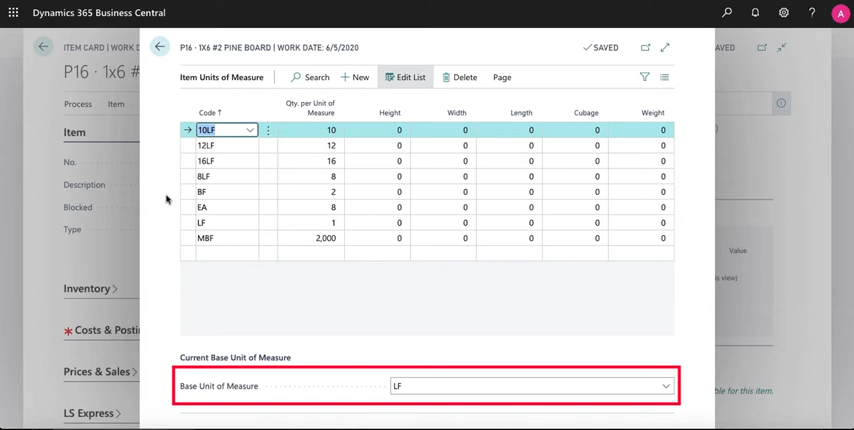 Dynamics 365 Business Central
?
A
ITEM CARD | WORK D
P16 · 1X6 #2 PINE BOARD | WORK DATE: 6/5/2020
SAVED
AVED
P16 · 1x6 #
Item Units of Measure
Search
New
Edit List
Delete
Page
Process
Item
Item
No.
Description
Blocked
Type
Inventory
* Costs & Postin
Prices & Sales
LS Express
Code ↑ Qty. per Unit of Measure Height Width Length Cubage Weight
10LF 10 0 0 0 0 0
12LF 12 0 0 0 0 0
16LF 16 0 0 0 0 0
8LF 8 0 0 0 0 0
BF 2 0 0 0 0 0
EA 8 0 0 0 0 0
LF 1 0 0 0 0 0
MBF 2,000 0 0 0 0 0
Current Base Unit of Measure
Base Unit of Measure LF
Value
is view)
ble for this item.